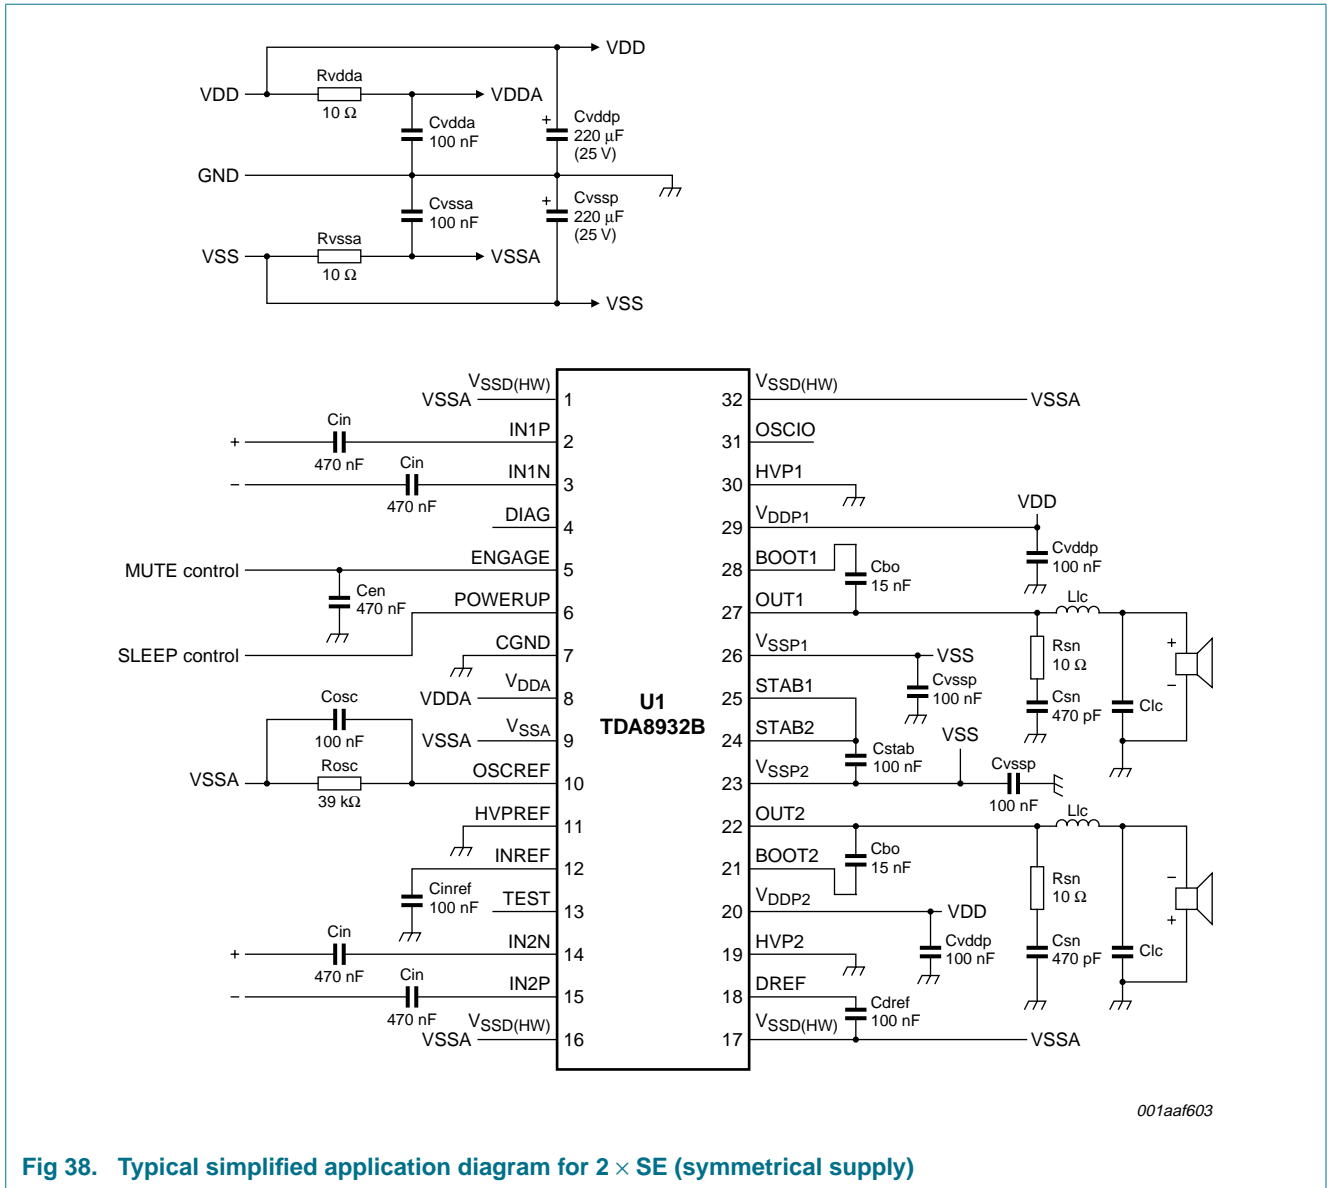 VDD
Rvdda
VDD
VDDA
10 Ω
Cvdda
100 nF
Cvddp
220 μF
(25 V)
+
GND
Cvssa
100 nF
+
Cvssp
220 μF
(25 V)
Rvssa
VSS
VSSA
10 Ω
VSS
VSSA
VSSD(HW)
1
Cin
+
470 nF
IN1P
2
Cin
−
470 nF
IN1N
3
DIAG
4
MUTE control
ENGAGE
5
Cen
470 nF
POWERUP
6
SLEEP control
CGND
7
VDDA
VDDA
8
Cosc
100 nF
VSSA
VSSA
9
VSSA
Rosc
39 kΩ
OSCREF
10
HVPREF
11
INREF
12
Cinref
100 nF
TEST
13
Cin
+
470 nF
IN2N
14
Cin
−
470 nF
IN2P
15
VSSA
VSSD(HW)
16
U1
TDA8932B
32
VSSD(HW)
VSSA
31
OSCIO
30
HVP1
29
VDDP1
VDD
Cvddp
100 nF
28
BOOT1
Cbo
15 nF
27
OUT1
Llc
Rsn
10 Ω
+
−
26
VSSP1
VSS
Cvssp
100 nF
Csn
470 pF
Clc
25
STAB1
24
STAB2
Cstab
100 nF
VSS
23
VSSP2
Cvssp
100 nF
22
OUT2
Llc
Cbo
15 nF
21
BOOT2
Rsn
10 Ω
−
+
20
VDDP2
VDD
Cvddp
100 nF
Csn
470 pF
Clc
19
HVP2
18
DREF
Cdref
100 nF
17
VSSD(HW)
VSSA
001aaf603
Fig 38. Typical simplified application diagram for 2 × SE (symmetrical supply)